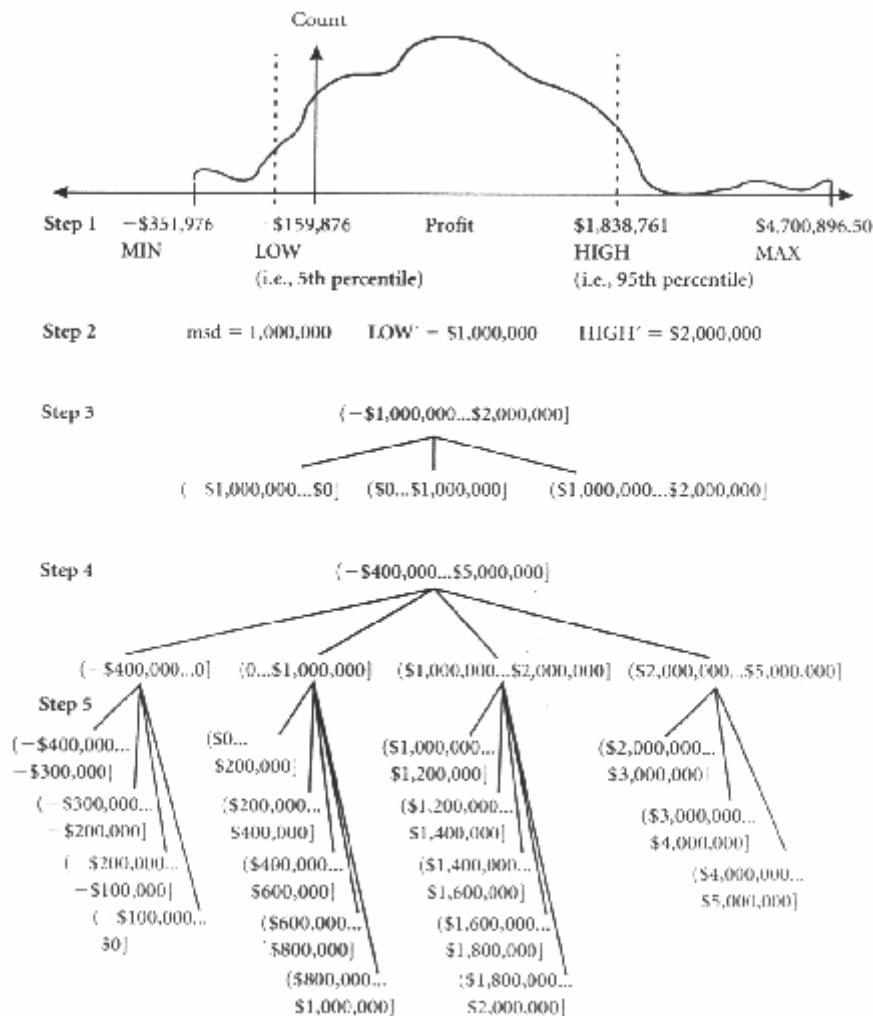 Count
Step 1 −$351,976 $159,876 Profit $1,838,761 $4,700,896.50
MIN LOW HIGH MAX
(i.e., 5th percentile) (i.e., 95th percentile)
Step 2 msd = 1,000,000 LOW' − $1,000,000 HIGH' = $2,000,000
Step 3 (−$1,000,000...$2,000,000]
( $1,000,000...$0] ($0...$1,000,000] ($1,000,000...$2,000,000]
Step 4 (−$400,000...$5,000,000]
(−$400,000...0] (0...$1,000,000] ($1,000,000...$2,000,000] ($2,000,000...$5,000,000]
Step 5
(−$400,000... ($0... ($1,000,000... ($2,000,000...
−$300,000] $200,000] $1,200,000] $3,000,000]
(−$300,000... ($200,000... ($1,200,000... ($3,000,000...
−$200,000] $400,000] $1,400,000] $4,000,000]
( $200,000... ($400,000... ($1,400,000... ($4,000,000...
−$100,000] $600,000] $1,600,000] $5,000,000]
( $100,000... ($600,000... ($1,600,000...
$0] $800,000] $1,800,000]
($800,000... ($1,800,000...
$1,000,000] $2,000,000]